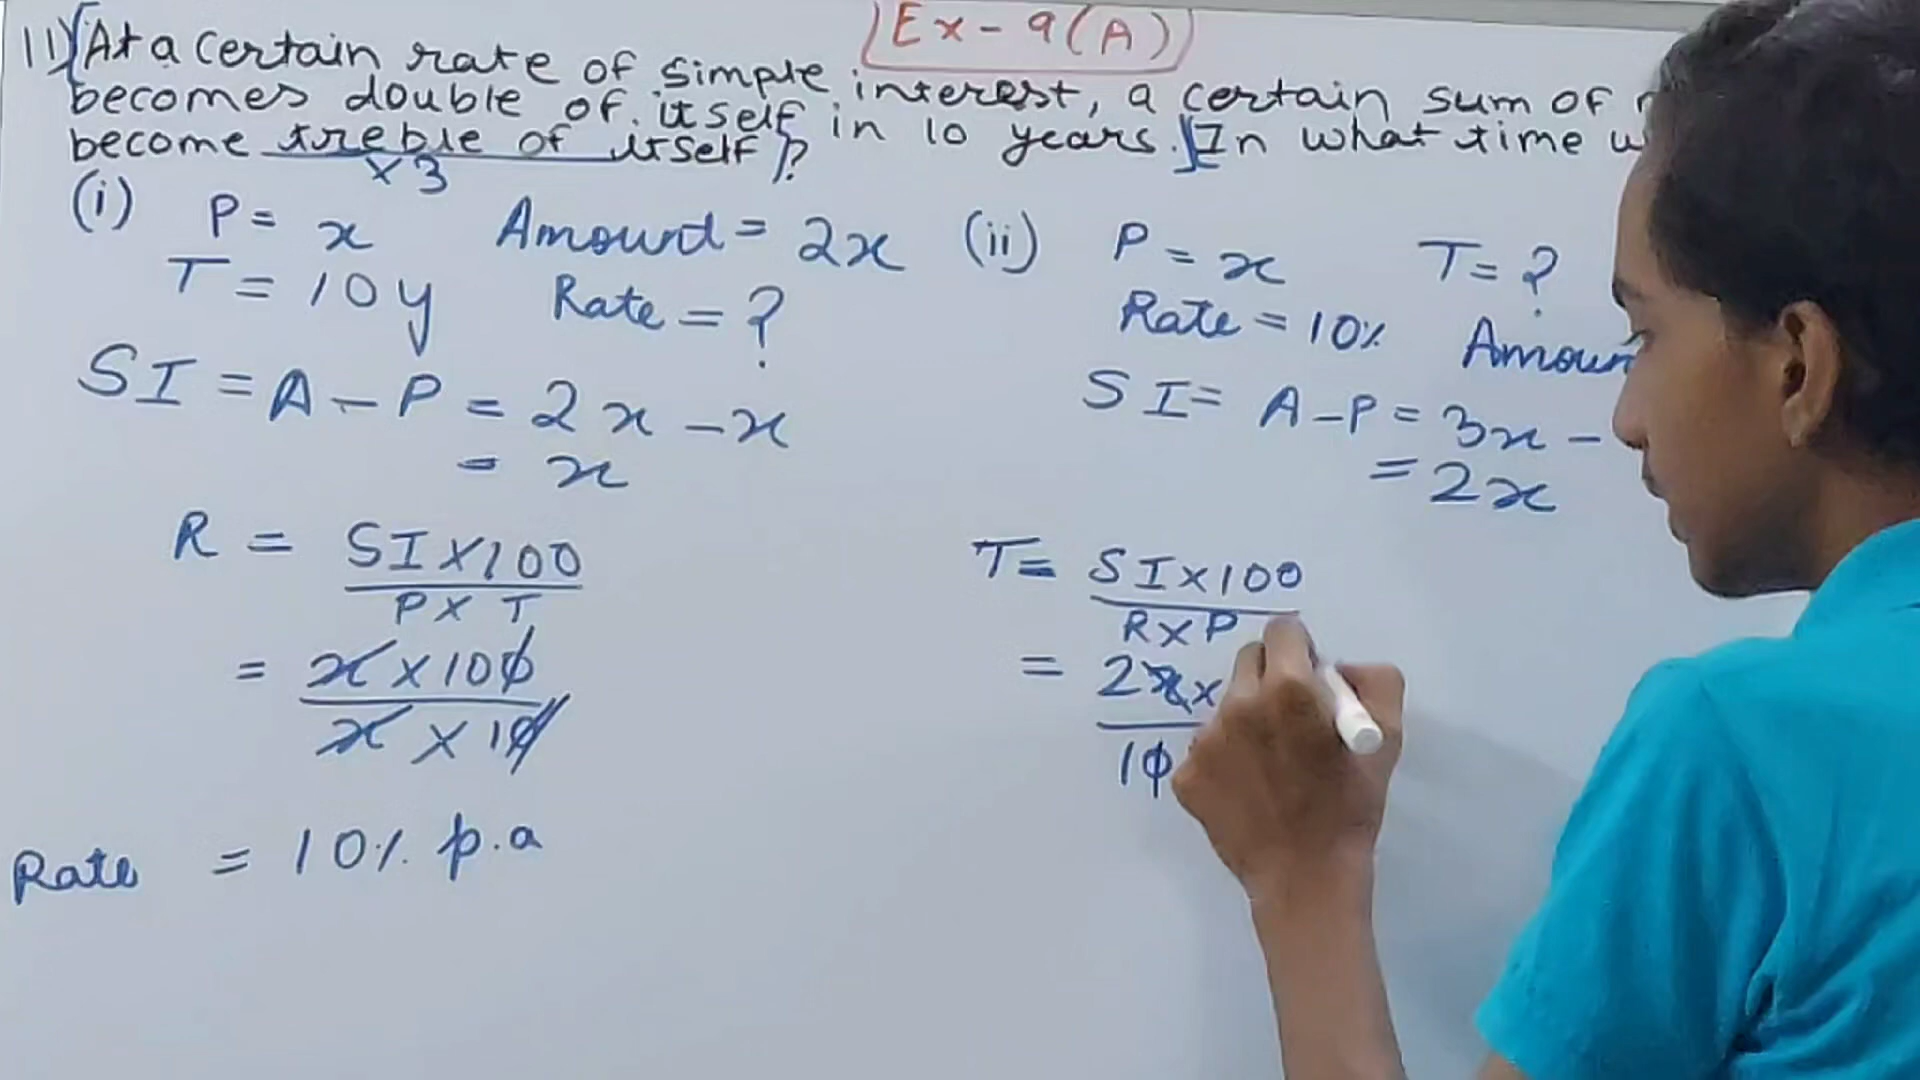 Ex-9(A)
11) At a certain rate of simple interest, a certain sum of
becomes double of itself in 10 years. In what time
become treble of itself?
×3
(i) P = x Amount = 2x
T = 10y Rate = ?
SI = A - P = 2x - x
= x
R = SI×100
P× T
= x × 100
x × 10
Rate = 10% p.a
(ii) P = x T = ?
Rate = 10% Amoun
SI = A - P = 3x -
= 2x
T = SI×100
R×P
= 2x×
10